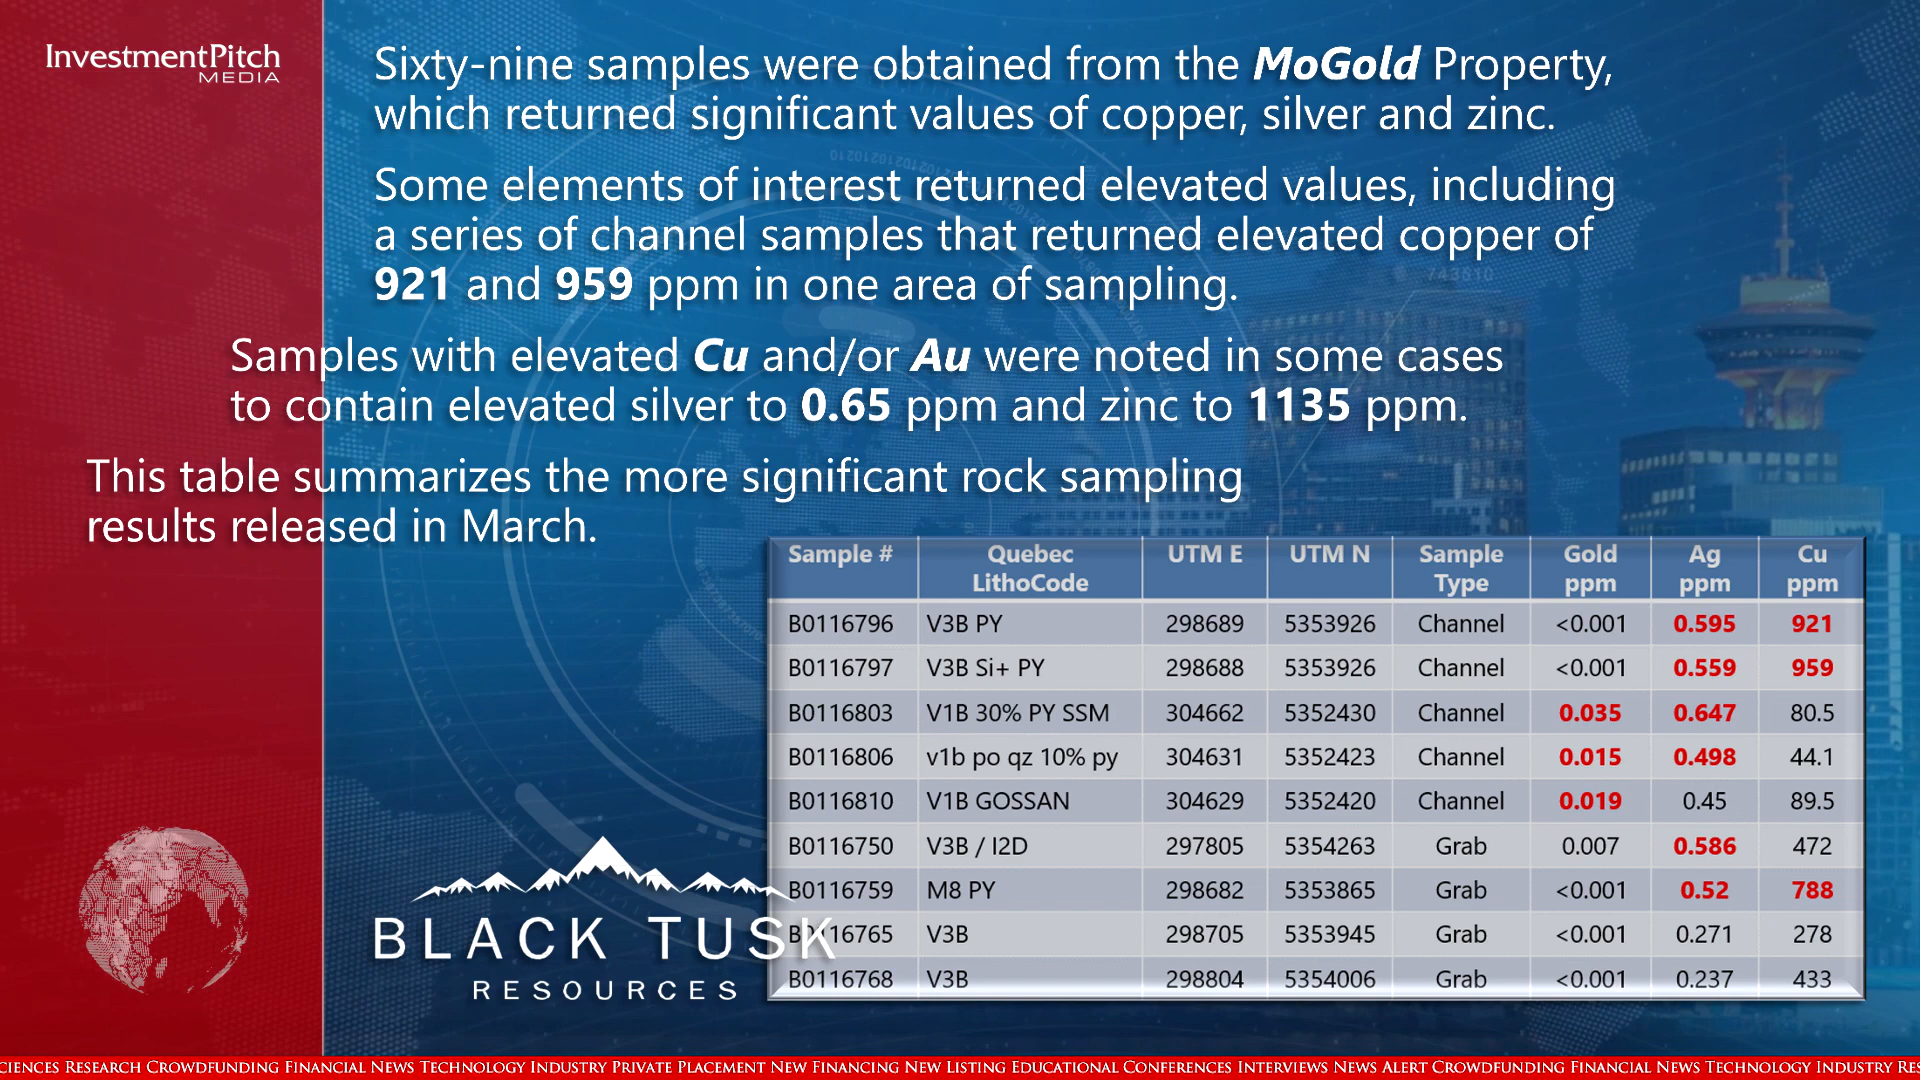 InvestmentPitch
MEDIA
Sixty-nine samples were obtained from the MoGold Property,
which returned significant values of copper, silver and zinc.
Some elements of interest returned elevated values, including
a series of channel samples that returned elevated copper of
921 and 959 ppm in one area of sampling.
Samples with elevated Cu and/or Au were noted in some cases
to contain elevated silver to 0.65 ppm and zinc to 1135 ppm.
This table summarizes the more significant rock sampling
results released in March.
Sample # Quebec LithoCode UTM E UTM N Sample Type Gold ppm Ag ppm Cu ppm
B0116796 V3B PY 298689 5353926 Channel <0.001 0.595 921
B0116797 V3B Si+ PY 298688 5353926 Channel <0.001 0.559 959
B0116803 V1B 30% PY SSM 304662 5352430 Channel 0.035 0.647 80.5
B0116806 v1b po qz 10% py 304631 5352423 Channel 0.015 0.498 44.1
B0116810 V1B GOSSAN 304629 5352420 Channel 0.019 0.45 89.5
B0116750 V3B / I2D 297805 5354263 Grab 0.007 0.586 472
B0116759 M8 PY 298682 5353865 Grab <0.001 0.52 788
B0116765 V3B 298705 5353945 Grab <0.001 0.271 278
B0116768 V3B 298804 5354006 Grab <0.001 0.237 433
BLACK TUSK
RESOURCES
CIENCES RESEARCH CROWDFUNDING FINANCIAL NEWS TECHNOLOGY INDUSTRY PRIVATE PLACEMENT NEW FINANCING NEW LISTING EDUCATIONAL CONFERENCES INTERVIEWS NEWS ALERT CROWDFUNDING FINANCIAL NEWS TECHNOLOGY INDUSTRY RES